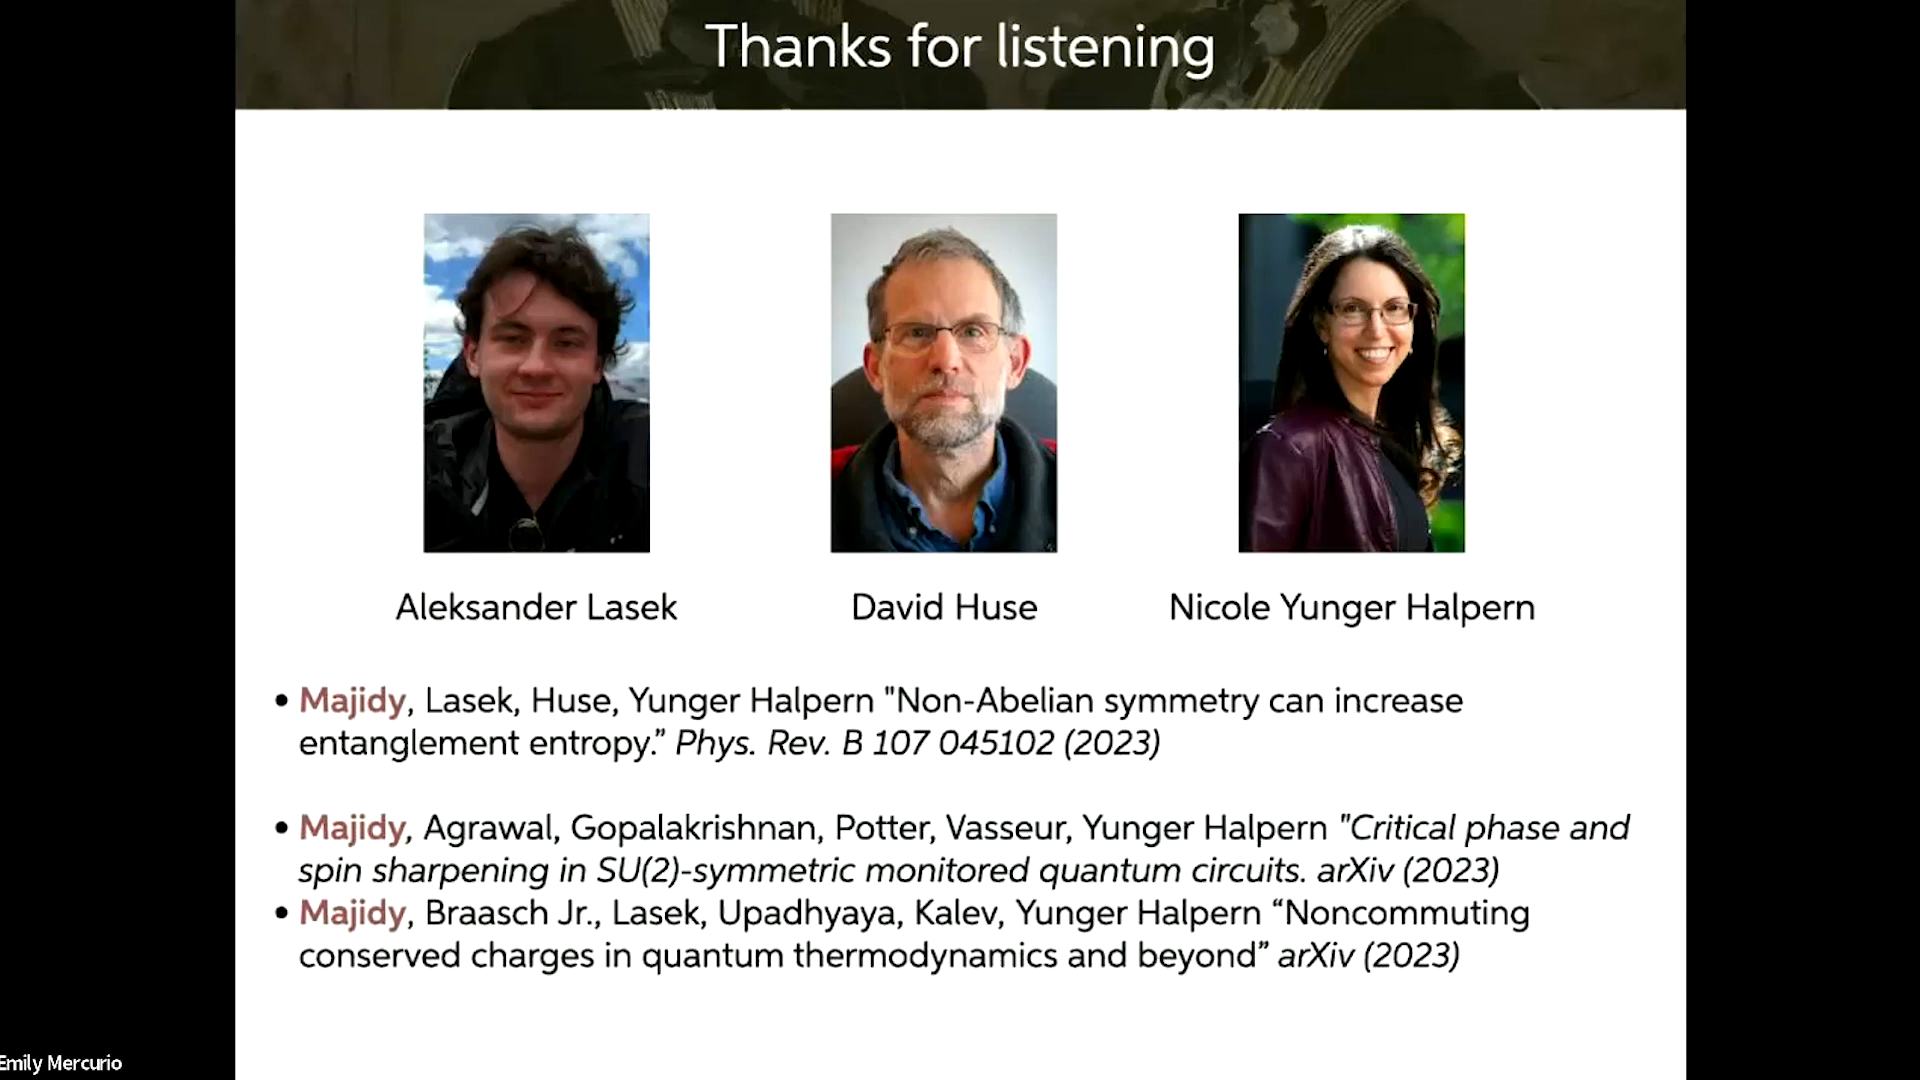 Thanks for listening
Aleksander Lasek
David Huse
Nicole Yunger Halpern
• Majidy, Lasek, Huse, Yunger Halpern "Non-Abelian symmetry can increase
entanglement entropy.” Phys. Rev. B 107 045102 (2023)
• Majidy, Agrawal, Gopalakrishnan, Potter, Vasseur, Yunger Halpern "Critical phase and
spin sharpening in SU(2)-symmetric monitored quantum circuits. arXiv (2023)
• Majidy, Braasch Jr., Lasek, Upadhyaya, Kalev, Yunger Halpern “Noncommuting
conserved charges in quantum thermodynamics and beyond” arXiv (2023)
Emily Mercurio